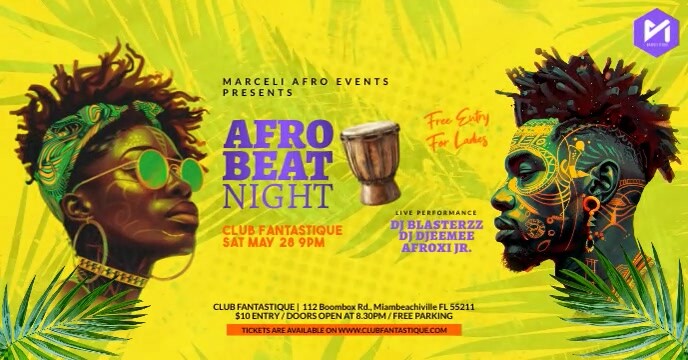 MARCELI AFRO EVENTS
PRESENTS
AFRO
BEAT
NIGHT
CLUB FANTASTIQUE
SAT MAY 28 9PM
Free Entry
For Ladies
LIVE PERFORMANCE
DJ BLASTERZZ
DJ DJEEMEE
AFROXI JR.
CLUB FANTASTIQUE | 112 Boombox Rd., Miambeachville FL 55211
$10 ENTRY / DOORS OPEN AT 8.30PM / FREE PARKING
TICKETS ARE AVAILABLE ON WWW.CLUBFANTASTIQUE.COM